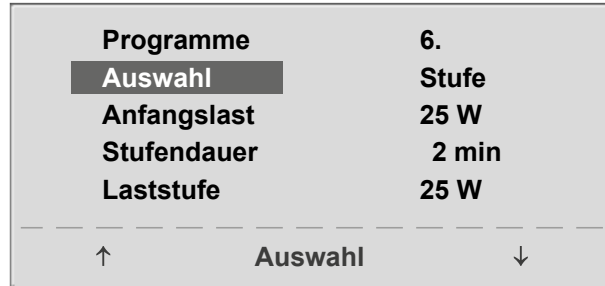 Programme 6.
Auswahl Stufe
Anfangslast 25 W
Stufendauer 2 min
Laststufe 25 W
↑ Auswahl ↓